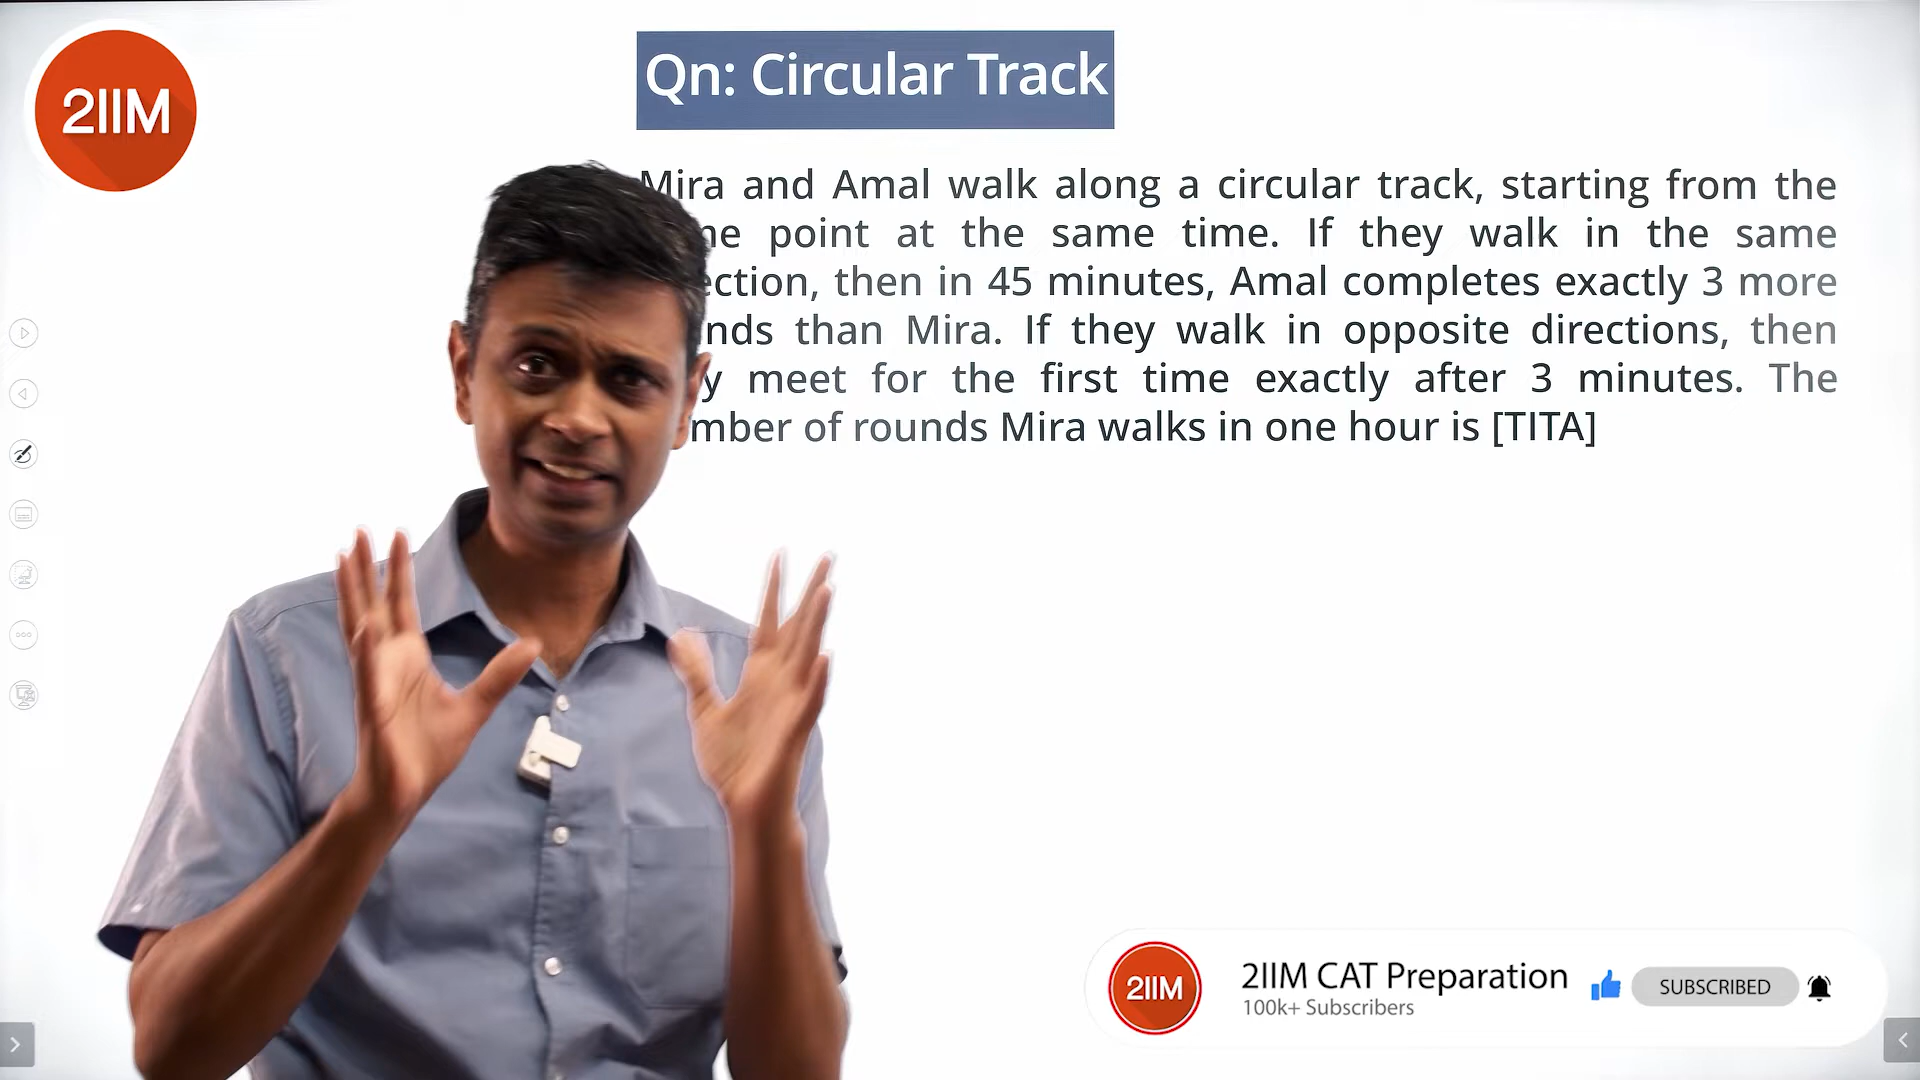 2IIM
Qn: Circular Track
Mira and Amal walk along a circular track, starting from the
point at the same time. If they walk in the same
then in 45 minutes, Amal completes exactly 3 more
than Mira. If they walk in opposite directions, then
meet for the first time exactly after 3 minutes. The
of rounds Mira walks in one hour is [TITA]
2IIM
2IIM CAT Preparation
100k+ Subscribers
SUBSCRIBED